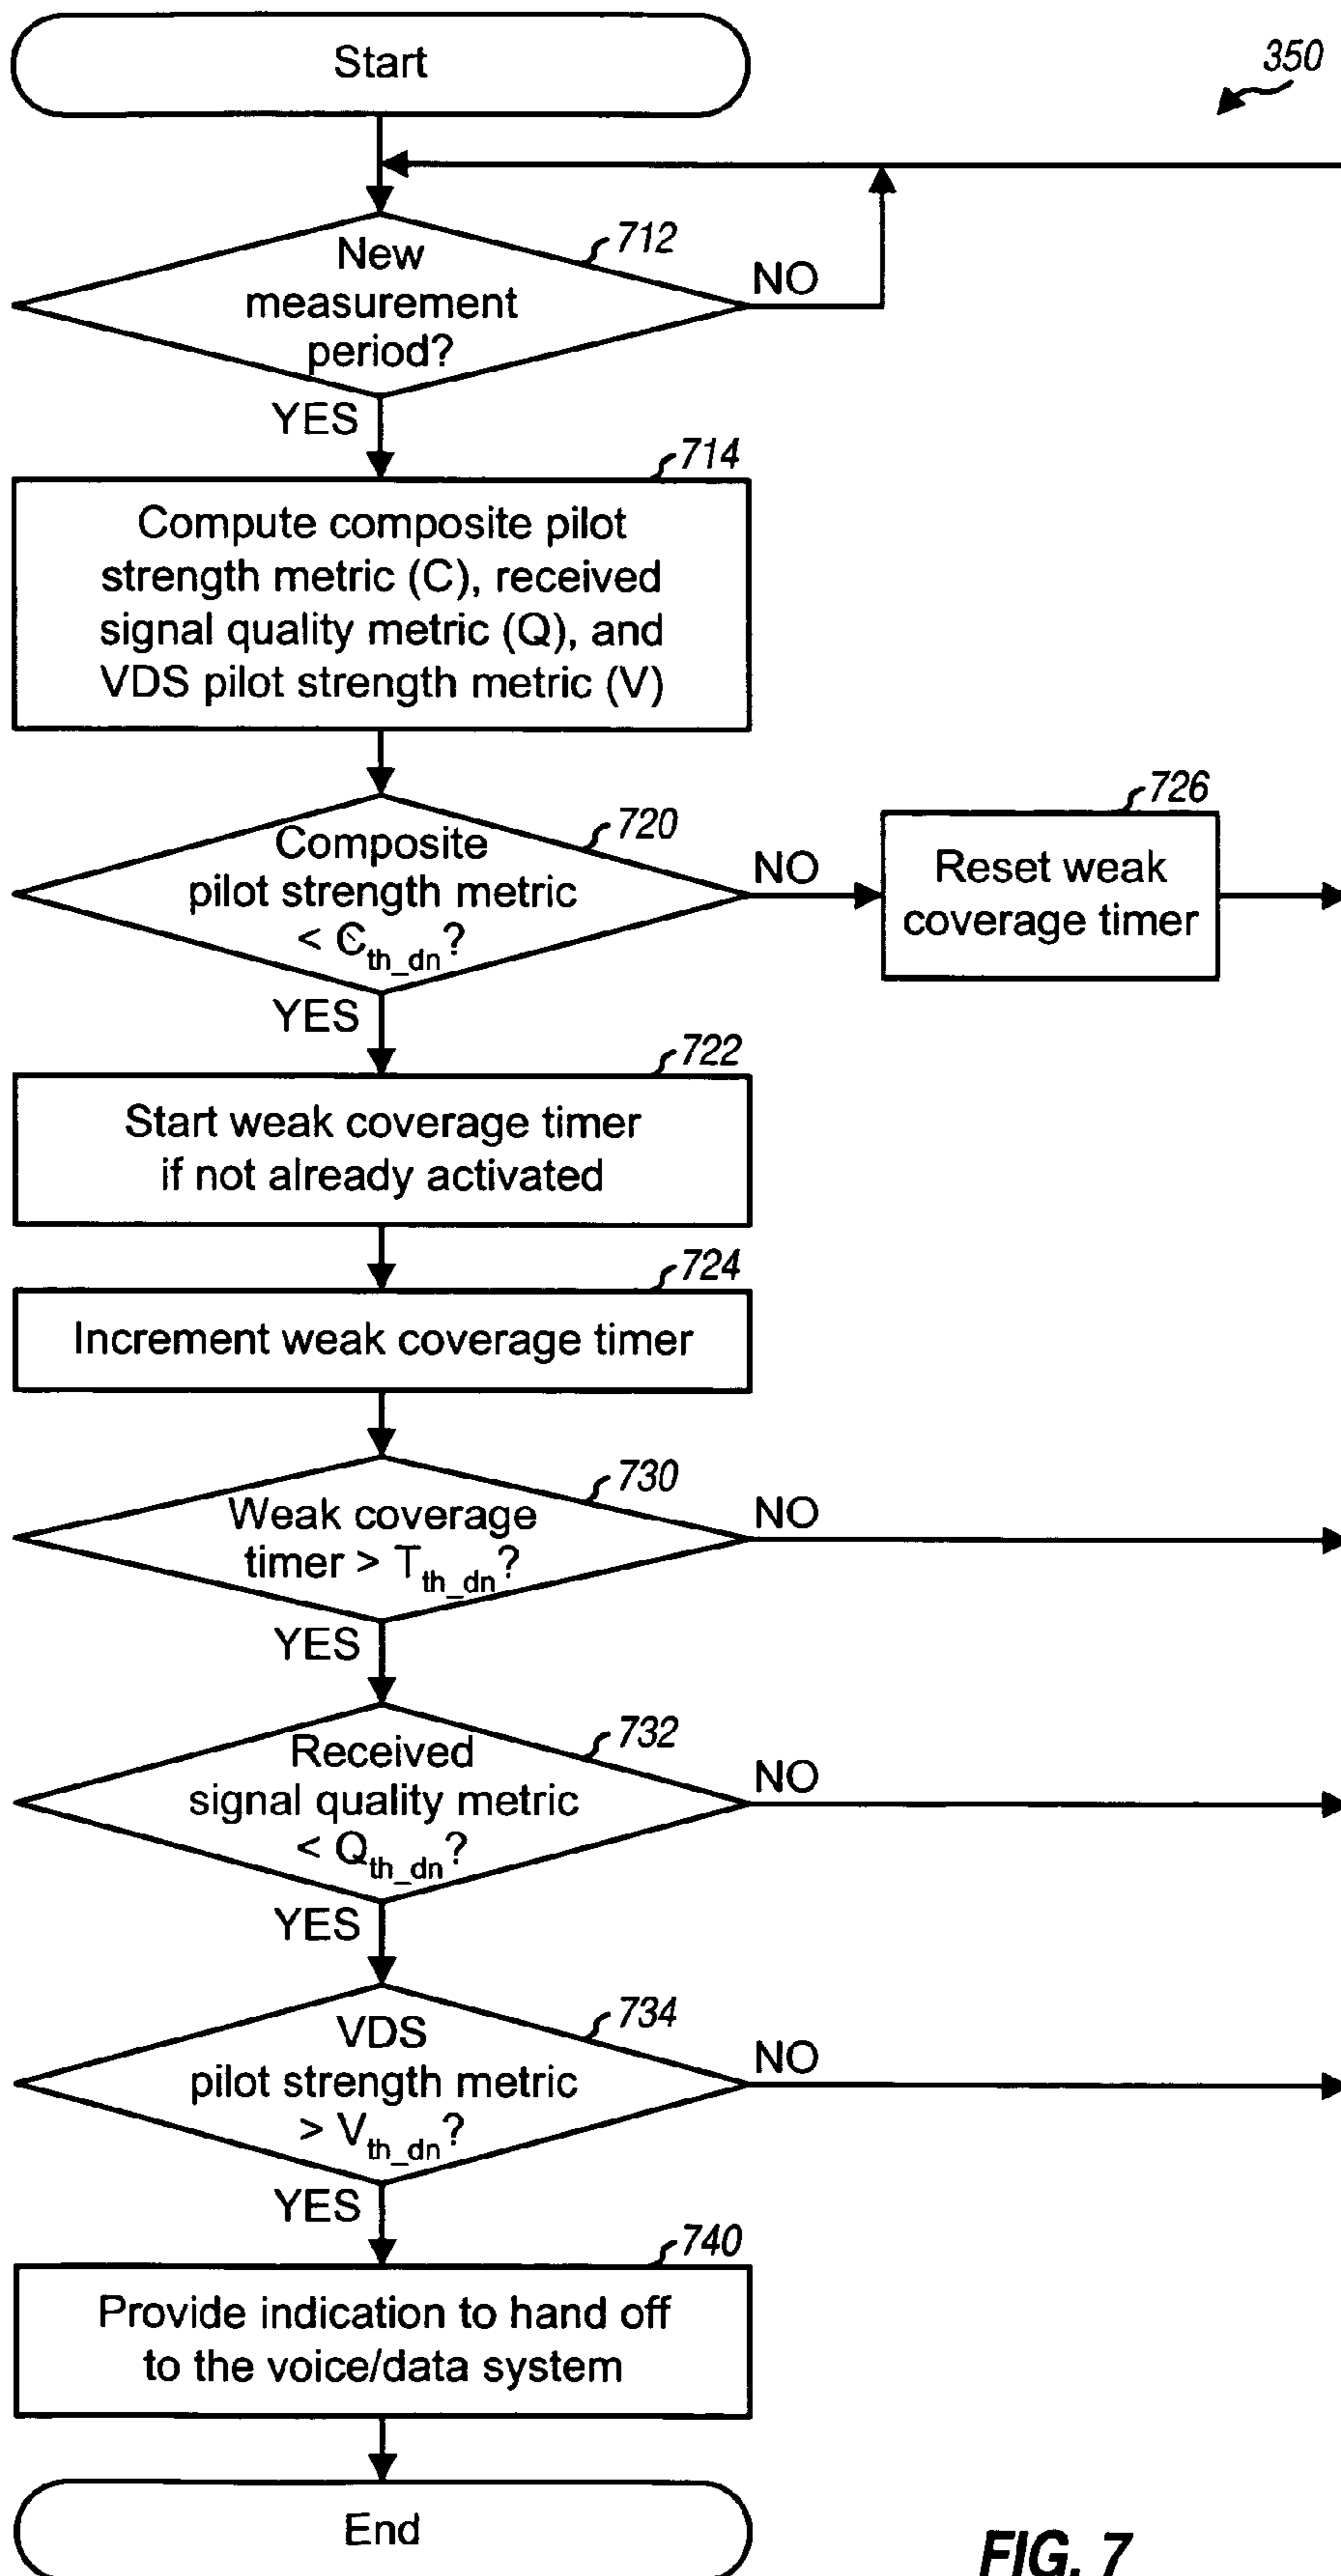 Start
350
712
New
measurement
period?
NO
YES
714
Compute composite pilot
strength metric (C), received
signal quality metric (Q), and
VDS pilot strength metric (V)
720
Composite
pilot strength metric
< C_th_dn?
NO
726
Reset weak
coverage timer
YES
722
Start weak coverage timer
if not already activated
724
Increment weak coverage timer
730
Weak coverage
timer > T_th_dn?
NO
YES
732
Received
signal quality metric
< Q_th_dn?
NO
YES
734
VDS
pilot strength metric
> V_th_dn?
NO
YES
740
Provide indication to hand off
to the voice/data system
End
FIG. 7